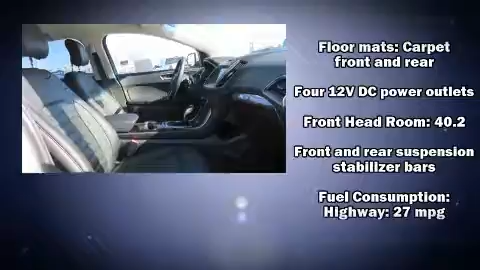 Floor mats: Carpet
front and rear
Four 12V DC power outlets
Front Head Room: 40.2
Front and rear suspension
stabilizer bars
Fuel Consumption:
Highway: 27 mpg